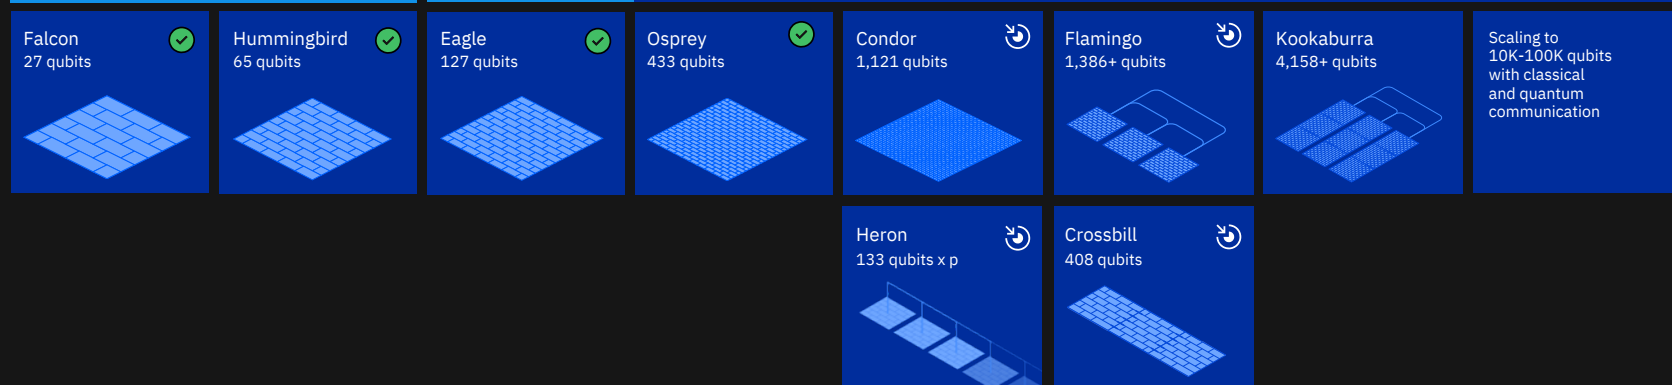 Falcon
27 qubits
Hummingbird
65 qubits
Eagle
127 qubits
Osprey
433 qubits
Condor
1,121 qubits
Flamingo
1,386+ qubits
Kookaburra
4,158+ qubits
Scaling to
10K-100K qubits
with classical
and quantum
communication
Heron
133 qubits x p
Crossbill
408 qubits